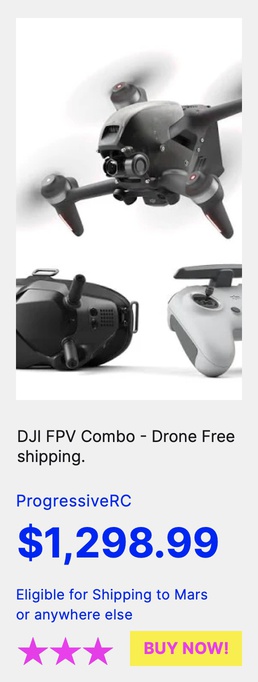 DJI FPV Combo - Drone Free
shipping.
ProgressiveRC
$1,298.99
Eligible for Shipping to Mars
or anywhere else
BUY NOW!